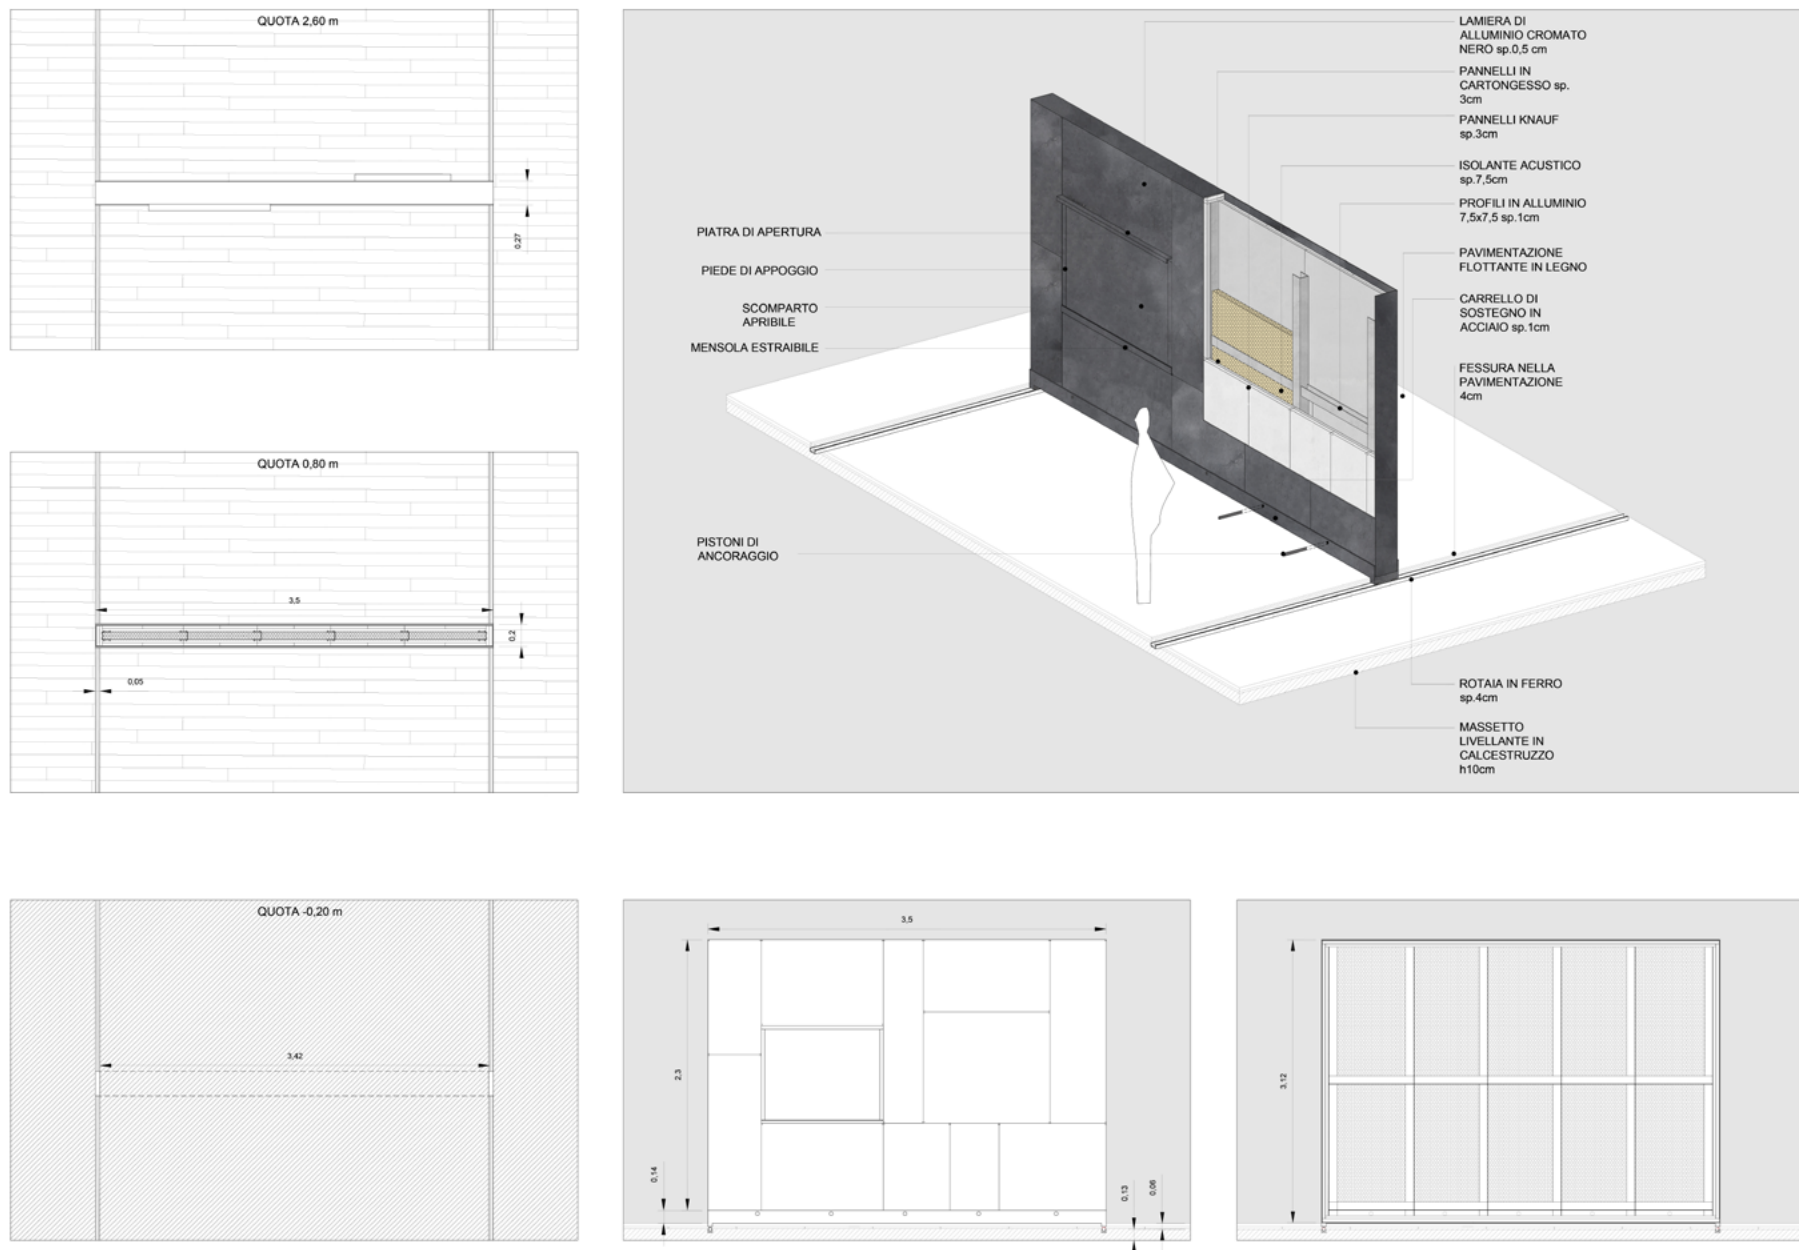 QUOTA 2,60 m
0,27
QUOTA 0,80 m
3,5
0,2
0,05
QUOTA -0,20 m
3,42
LAMIERA DI
ALLUMINIO CROMATO
NERO sp.0,5 cm
PANNELLI IN
CARTONGESSO sp.
3cm
PANNELLI KNAUF
sp.3cm
ISOLANTE ACUSTICO
sp.7,5cm
PROFILI IN ALLUMINIO
7,5x7,5 sp.1cm
PAVIMENTAZIONE
FLOTTANTE IN LEGNO
CARRELLO DI
SOSTEGNO IN
ACCIAIO sp.1cm
FESSURA NELLA
PAVIMENTAZIONE
4cm
PIATRA DI APERTURA
PIEDE DI APPOGGIO
SCOMPARTO
APRIBILE
MENSOLA ESTRAIBILE
PISTONI DI
ANCORAGGIO
ROTAIA IN FERRO
sp.4cm
MASSETTO
LIVELLANTE IN
CALCESTRUZZO
h10cm
3,5
2,3
0,14
0,13
0,06
3,12